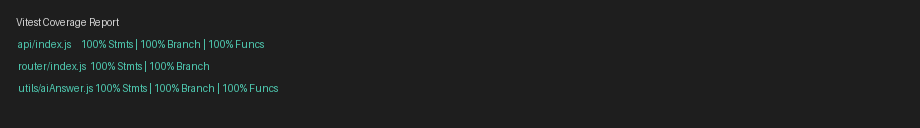 Vitest Coverage Report
api/index.js 100% Stmts | 100% Branch | 100% Funcs
router/index.js 100% Stmts | 100% Branch
utils/aiAnswer.js 100% Stmts | 100% Branch | 100% Funcs